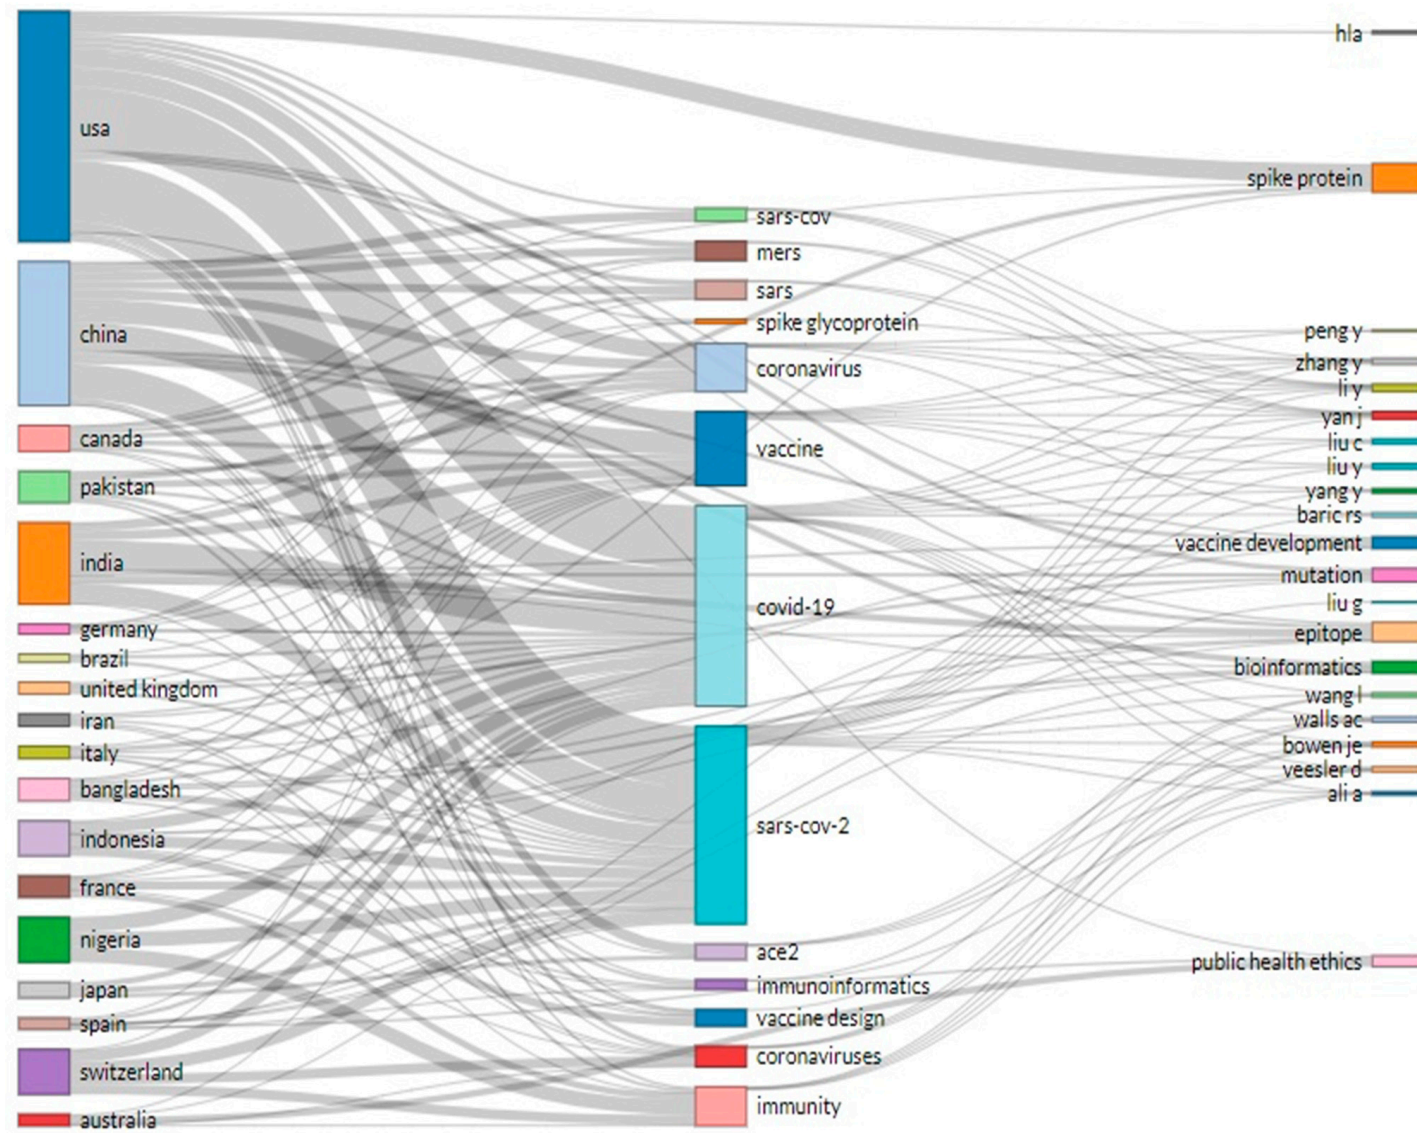 usa
china
canada
pakistan
india
germany
brazil
united kingdom
iran
italy
bangladesh
indonesia
france
nigeria
japan
spain
switzerland
australia
sars-cov
mers
sars
spike glycoprotein
coronavirus
vaccine
covid-19
sars-cov-2
ace2
immunoinformatics
vaccine design
coronaviruses
immunity
hla
spike protein
peng y
zhang y
li y
yan j
liu c
liu y
yang y
baric rs
vaccine development
mutation
liu g
epitope
bioinformatics
wang l
walls ac
bowen je
veesler d
ali a
public health ethics